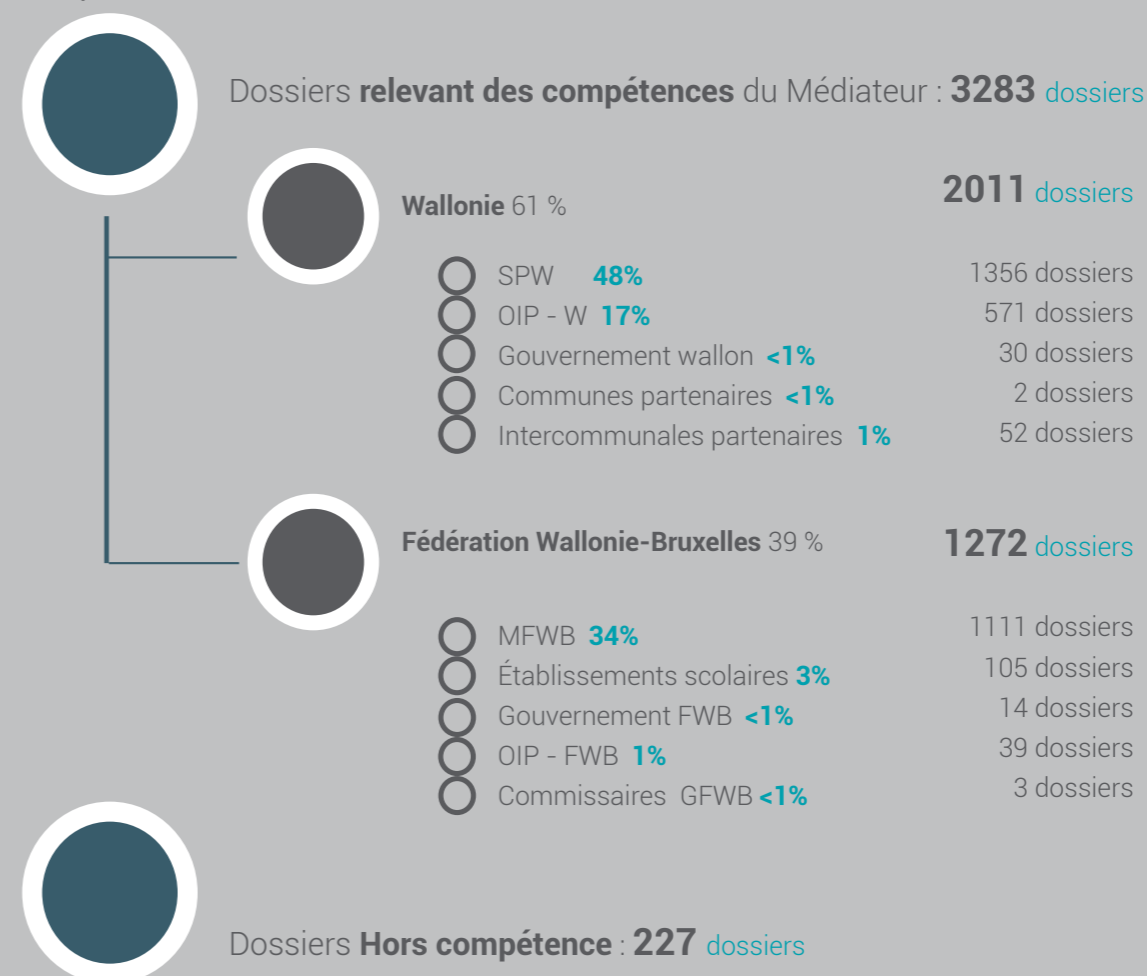 Dossiers relevant des compétences du Médiateur : 3283 dossiers
Wallonie 61 % 2011 dossiers
SPW 48% 1356 dossiers
OIP - W 17% 571 dossiers
Gouvernement wallon <1% 30 dossiers
Communes partenaires <1% 2 dossiers
Intercommunales partenaires 1% 52 dossiers
Fédération Wallonie-Bruxelles 39 % 1272 dossiers
MFWB 34% 1111 dossiers
Établissements scolaires 3% 105 dossiers
Gouvernement FWB <1% 14 dossiers
OIP - FWB 1% 39 dossiers
Commissaires GFWB <1% 3 dossiers
Dossiers Hors compétence : 227 dossiers